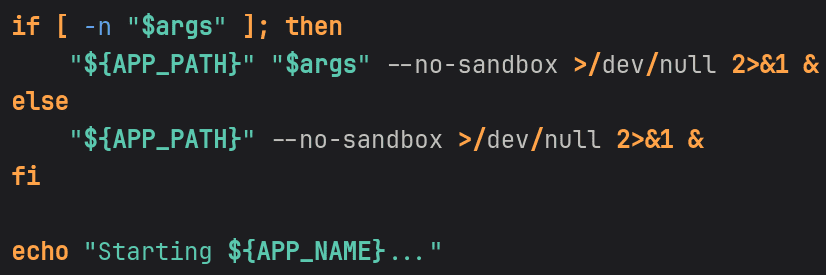 if [ -n "$args" ]; then
    "${APP_PATH}" "$args" --no-sandbox >/dev/null 2>&1 &
else
    "${APP_PATH}" --no-sandbox >/dev/null 2>&1 &
fi

echo "Starting ${APP_NAME}..."